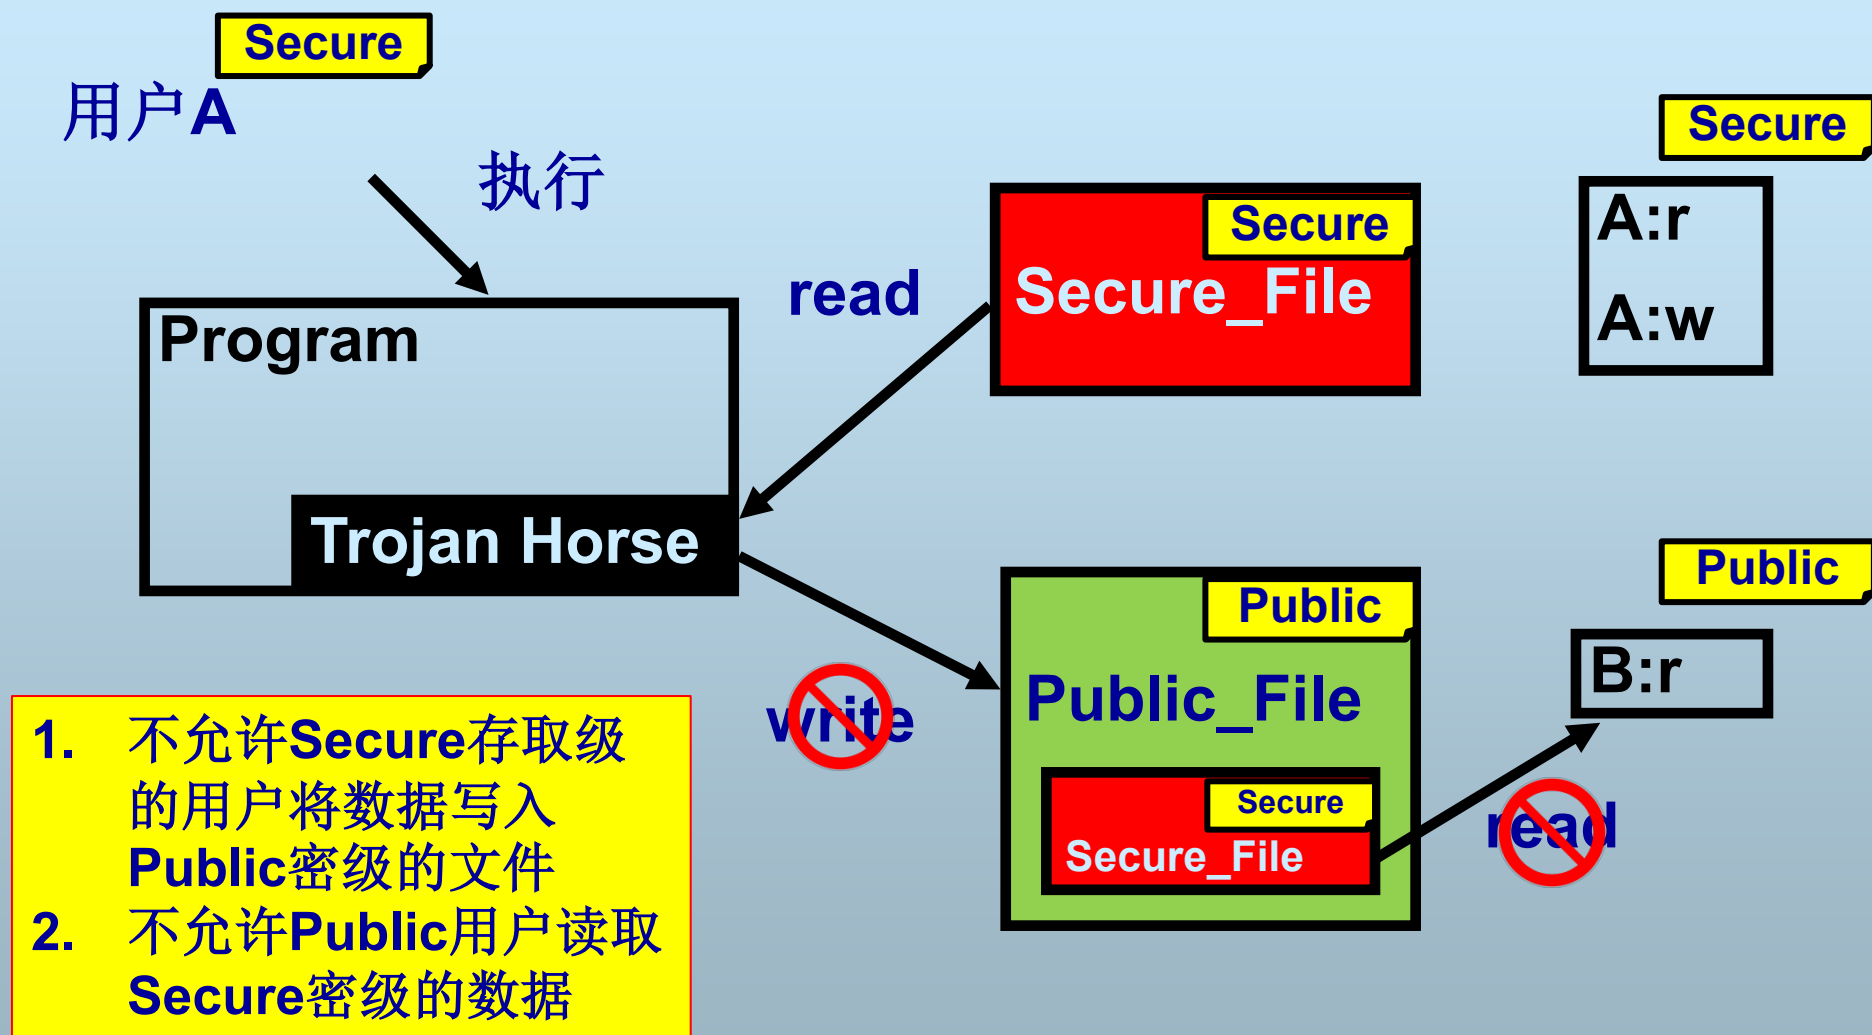 Secure
用户A
执行
Program
Trojan Horse
read
Secure
Secure_File
Secure
A:r
A:w
write
Public
Public_File
Secure
Secure_File
Public
B:r
read
1. 不允许Secure存取级
的用户将数据写入
Public密级的文件
2. 不允许Public用户读取
Secure密级的数据